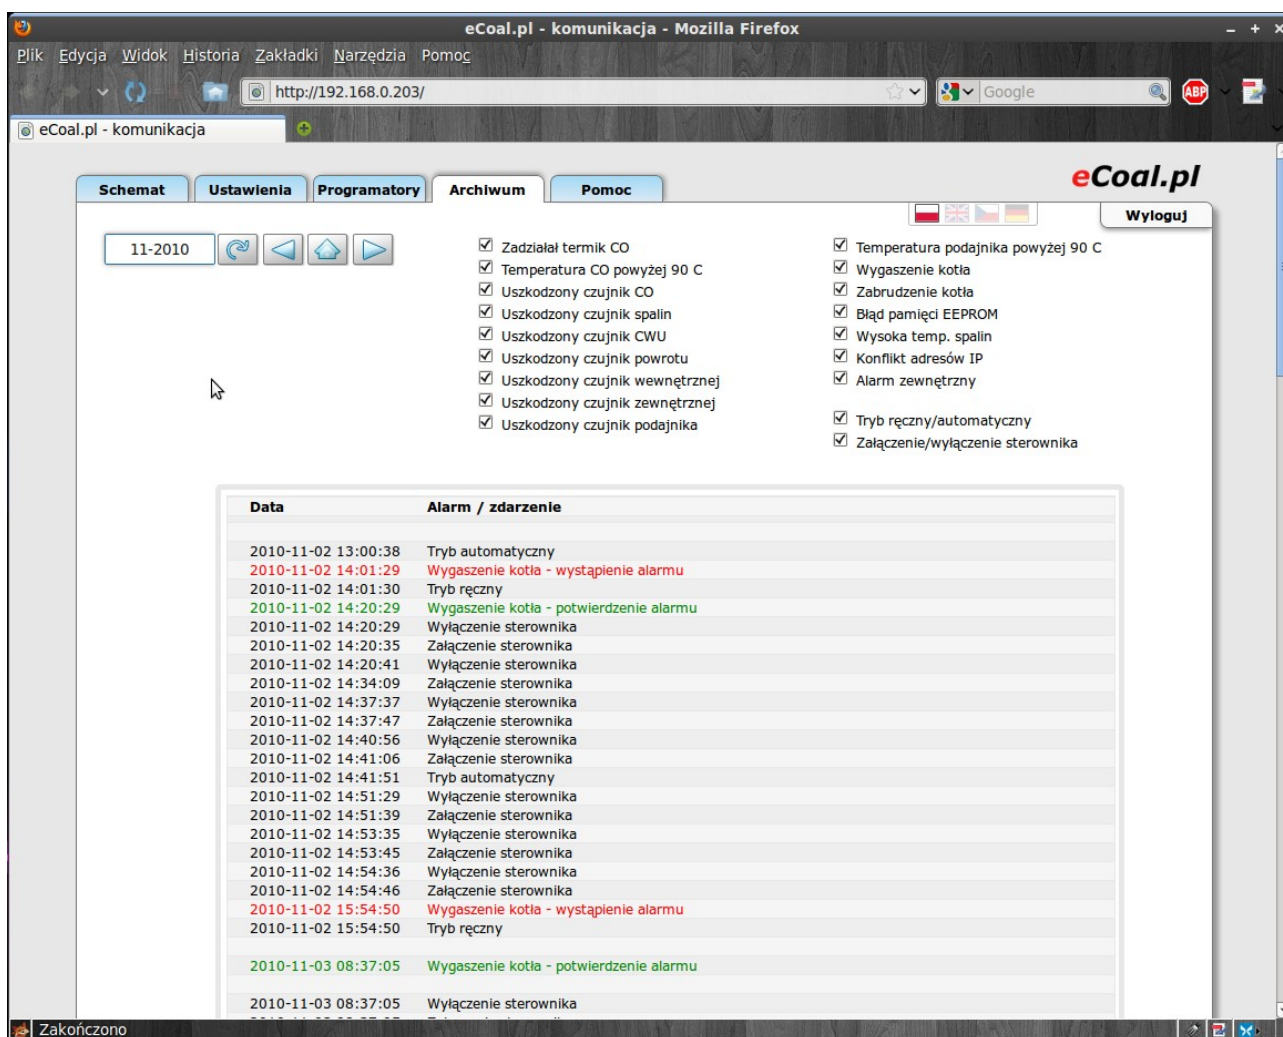 eCoal.pl - komunikacja - Mozilla Firefox
Plik Edycja Widok Historia Zakładki Narzędzia Pomoc
http://192.168.0.203/ Google ABP
eCoal.pl - komunikacja
eCoal.pl
Schemat Ustawienia Programatory Archiwum Pomoc
Wyloguj
11-2010
Zadziałał termik CO
Temperatura CO powyżej 90 C
Uszkodzony czujnik CO
Uszkodzony czujnik spalin
Uszkodzony czujnik CWU
Uszkodzony czujnik powrotu
Uszkodzony czujnik wewnętrznej
Uszkodzony czujnik zewnętrznej
Uszkodzony czujnik podajnika
Temperatura podajnika powyżej 90 C
Wygaszenie kotła
Zabrudzenie kotła
Błąd pamięci EEPROM
Wysoka temp. spalin
Konflikt adresów IP
Alarm zewnętrzny
Tryb ręczny/automatyczny
Załączenie/wyłączenie sterownika
Data Alarm / zdarzenie
2010-11-02 13:00:38 Tryb automatyczny
2010-11-02 14:01:29 Wygaszenie kotła - wystąpienie alarmu
2010-11-02 14:01:30 Tryb ręczny
2010-11-02 14:20:29 Wygaszenie kotła - potwierdzenie alarmu
2010-11-02 14:20:29 Wyłączenie sterownika
2010-11-02 14:20:35 Załączenie sterownika
2010-11-02 14:20:41 Wyłączenie sterownika
2010-11-02 14:34:09 Załączenie sterownika
2010-11-02 14:37:37 Wyłączenie sterownika
2010-11-02 14:37:47 Załączenie sterownika
2010-11-02 14:40:56 Wyłączenie sterownika
2010-11-02 14:41:06 Załączenie sterownika
2010-11-02 14:41:51 Tryb automatyczny
2010-11-02 14:51:29 Wyłączenie sterownika
2010-11-02 14:51:39 Załączenie sterownika
2010-11-02 14:53:35 Wyłączenie sterownika
2010-11-02 14:53:45 Załączenie sterownika
2010-11-02 14:54:36 Wyłączenie sterownika
2010-11-02 14:54:46 Załączenie sterownika
2010-11-02 15:54:50 Wygaszenie kotła - wystąpienie alarmu
2010-11-02 15:54:50 Tryb ręczny
2010-11-03 08:37:05 Wygaszenie kotła - potwierdzenie alarmu
2010-11-03 08:37:05 Wyłączenie sterownika
Zakończono